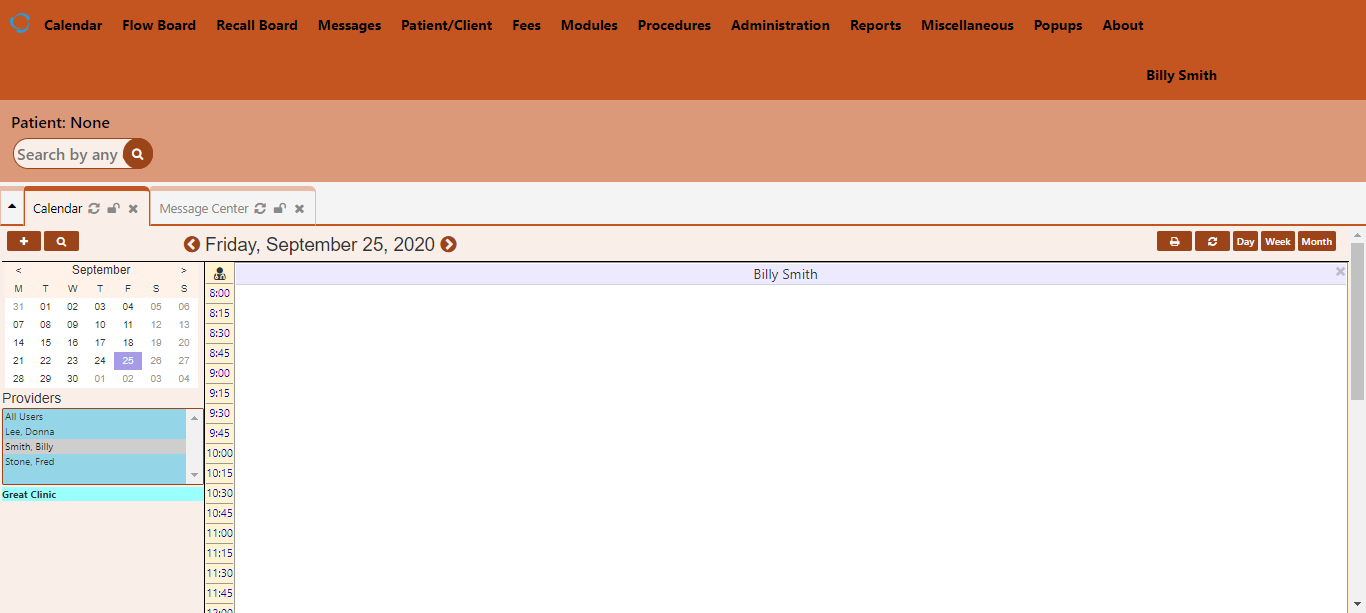 Calendar Flow Board Recall Board Messages Patient/Client Fees Modules Procedures Administration Reports Miscellaneous Popups About
Billy Smith
Patient: None
Search by any
Calendar Message Center
Friday, September 25, 2020
Day Week Month
< September >
M T W T F S S
31 01 02 03 04 05 06
07 08 09 10 11 12 13
14 15 16 17 18 19 20
21 22 23 24 25 26 27
28 29 30 01 02 03 04
Providers
All Users
Lee, Donna
Smith, Billy
Stone, Fred
Great Clinic
Billy Smith
8:00
8:15
8:30
8:45
9:00
9:15
9:30
9:45
10:00
10:15
10:30
10:45
11:00
11:15
11:30
11:45
12:00